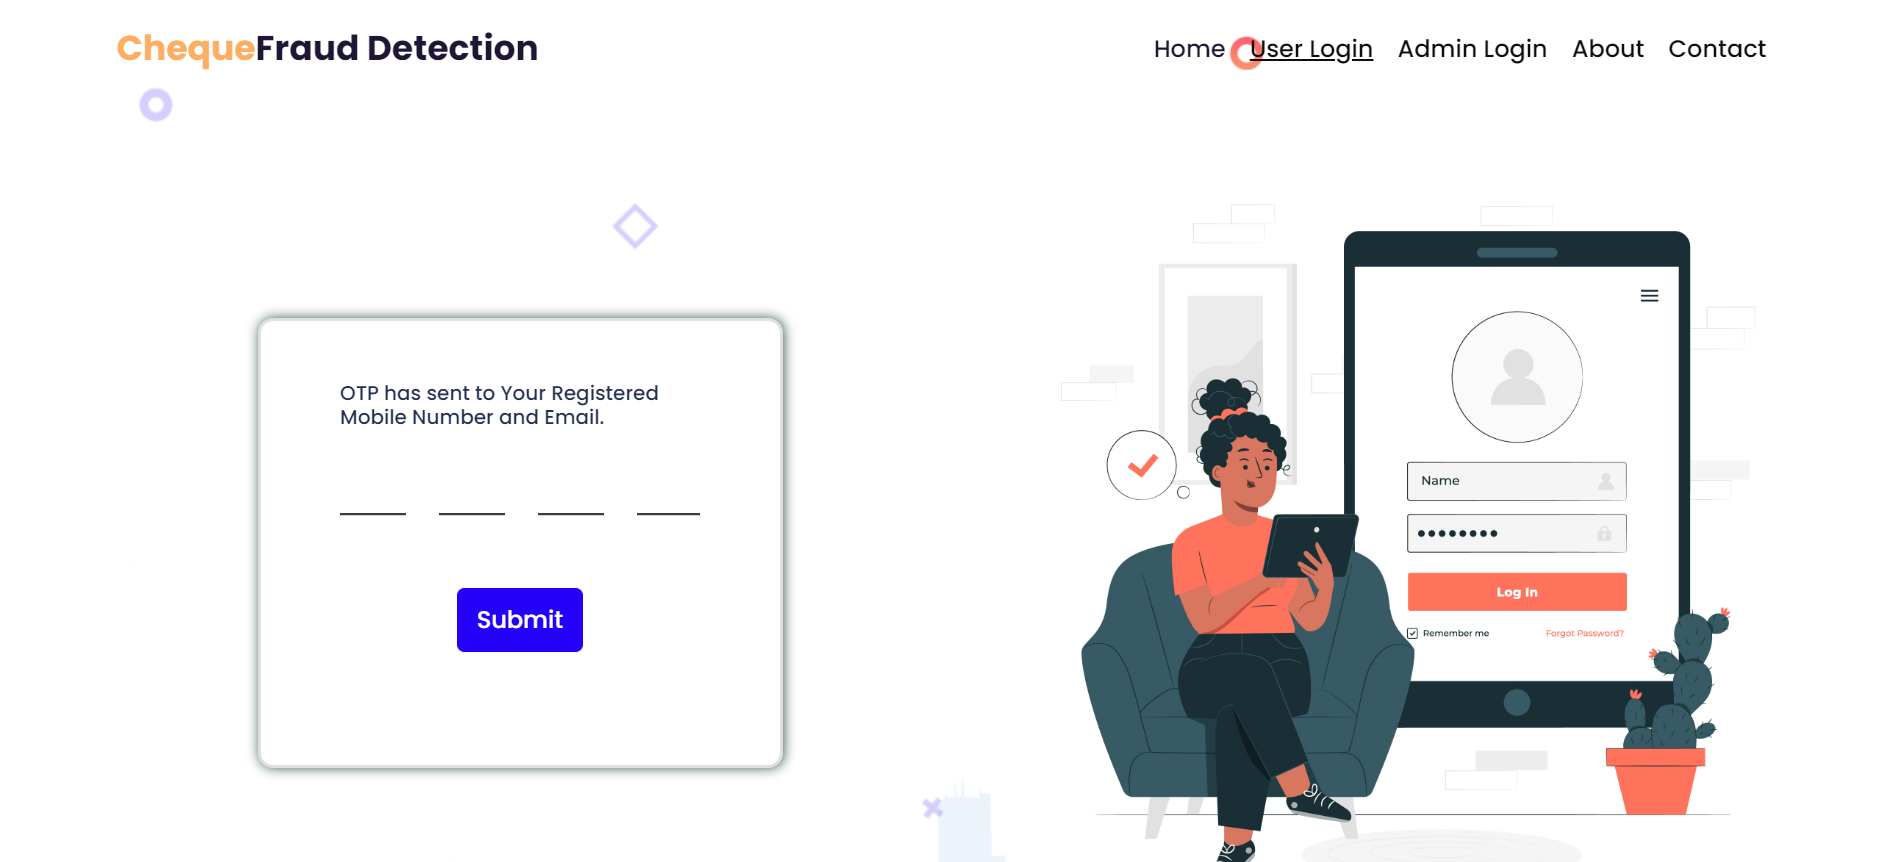 ChequeFraud Detection
Home User Login Admin Login About Contact
OTP has sent to Your Registered
Mobile Number and Email.
Submit
Name
Log In
Remember me Forgot Password?